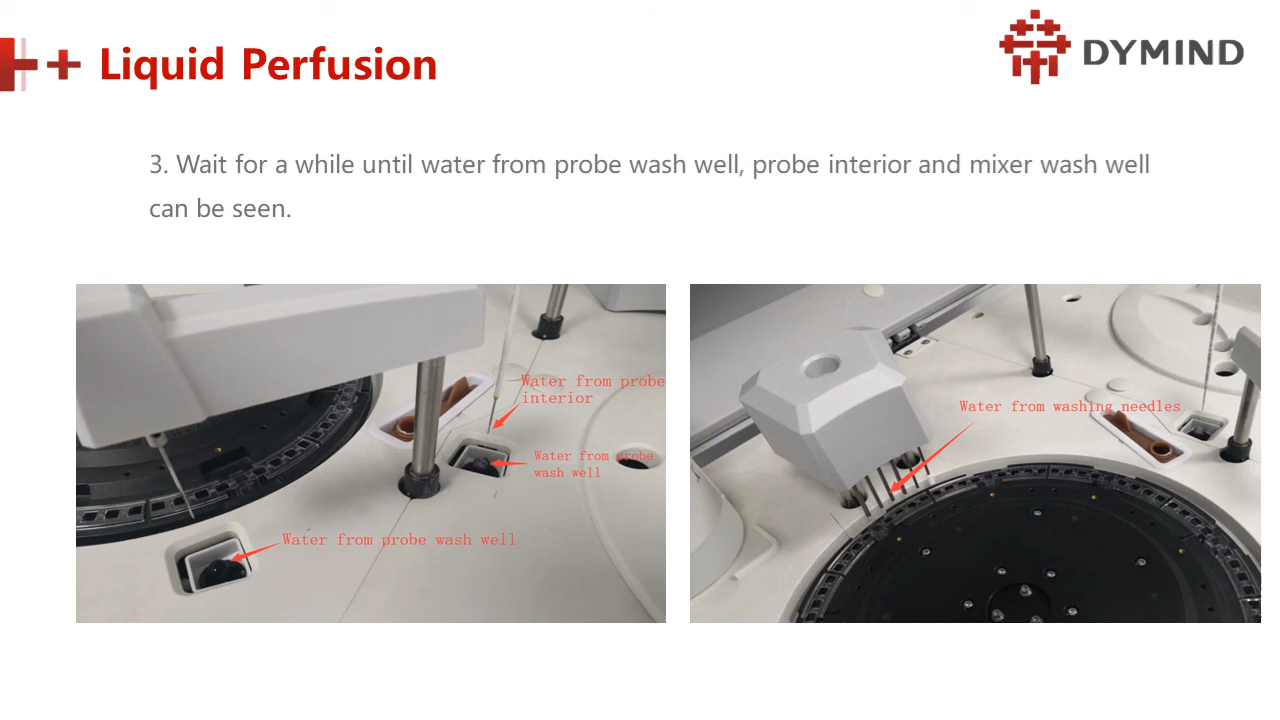 Liquid Perfusion
DYMIND
3. Wait for a while until water from probe wash well, probe interior and mixer wash well
can be seen.
Water from probe
interior
Water from probe
wash well
Water from probe wash well
Water from washing needles